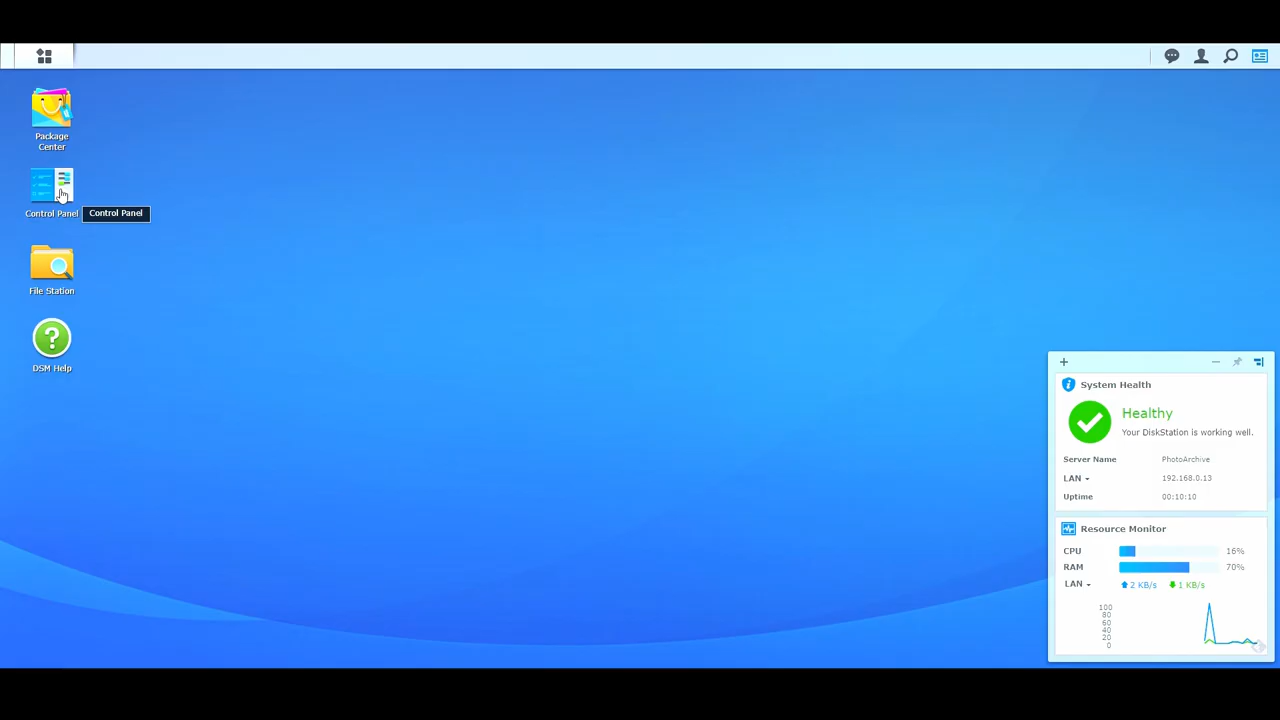 Package
Center
Control Panel
Control Panel
File Station
DSM Help
System Health
Healthy
Your DiskStation is working well.
Server Name PhotoArchive
LAN 192.168.0.13
Uptime 00:10:10
Resource Monitor
CPU 16%
RAM 70%
LAN 2 KB/s 1 KB/s
100
80
60
40
20
0